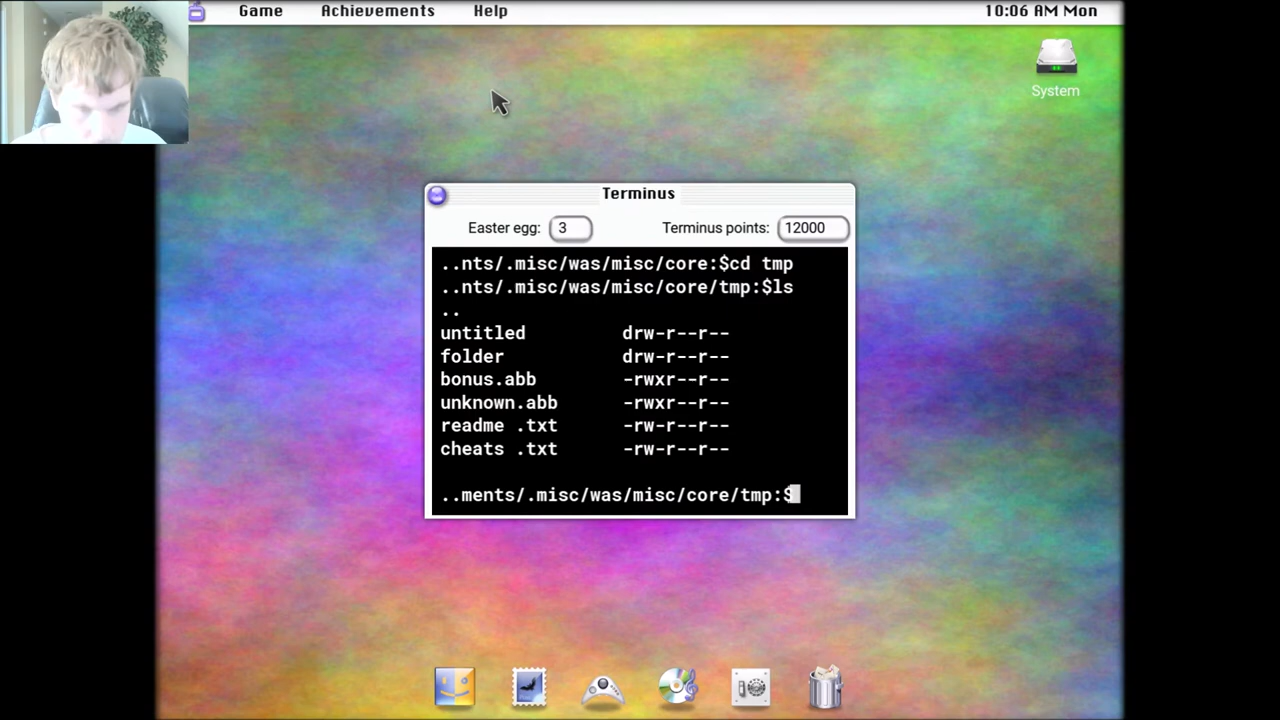 Game Achievements Help 10:06 AM Mon
System
Terminus
Easter egg: 3 Terminus points: 12000
..nts/.misc/was/misc/core:$cd tmp
..nts/.misc/was/misc/core/tmp:$ls
..
untitled drw-r--r--
folder drw-r--r--
bonus.abb -rwxr--r--
unknown.abb -rwxr--r--
readme .txt -rw-r--r--
cheats .txt -rw-r--r--
..ments/.misc/was/misc/core/tmp:$